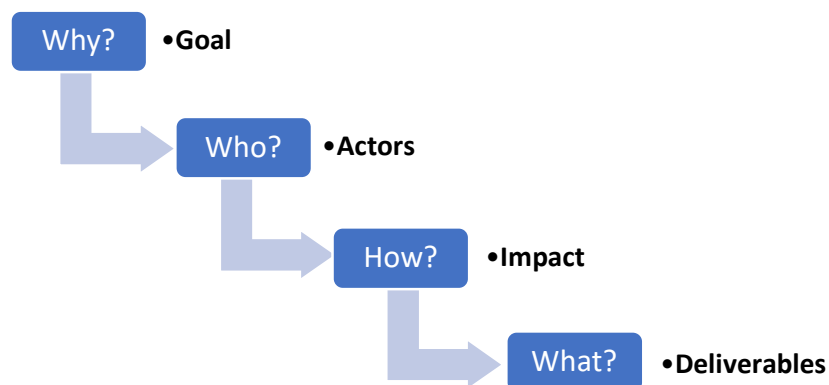 Why? •Goal
Who? •Actors
How? •Impact
What? •Deliverables